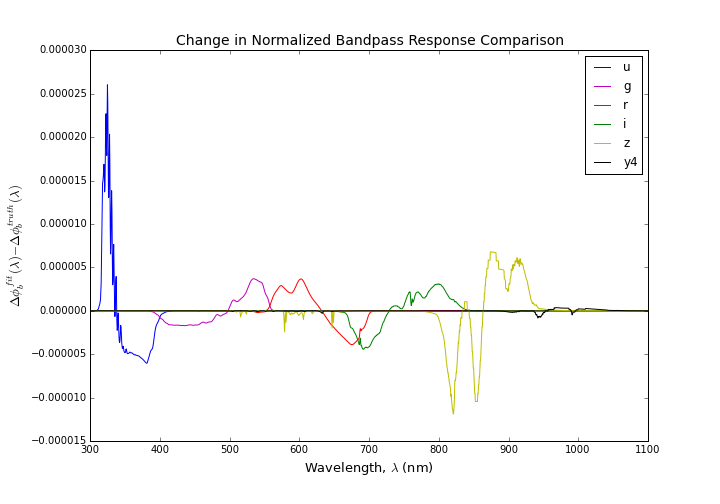 Change in Normalized Bandpass Response Comparison
0.000030
0.000025
0.000020
0.000015
0.000010
0.000005
0.000000
−0.000005
−0.000010
−0.000015
Δϕ_b^fit(λ)−Δϕ_b^truth(λ)
u
g
r
i
z
y4
300 400 500 600 700 800 900 1000 1100
Wavelength, λ (nm)